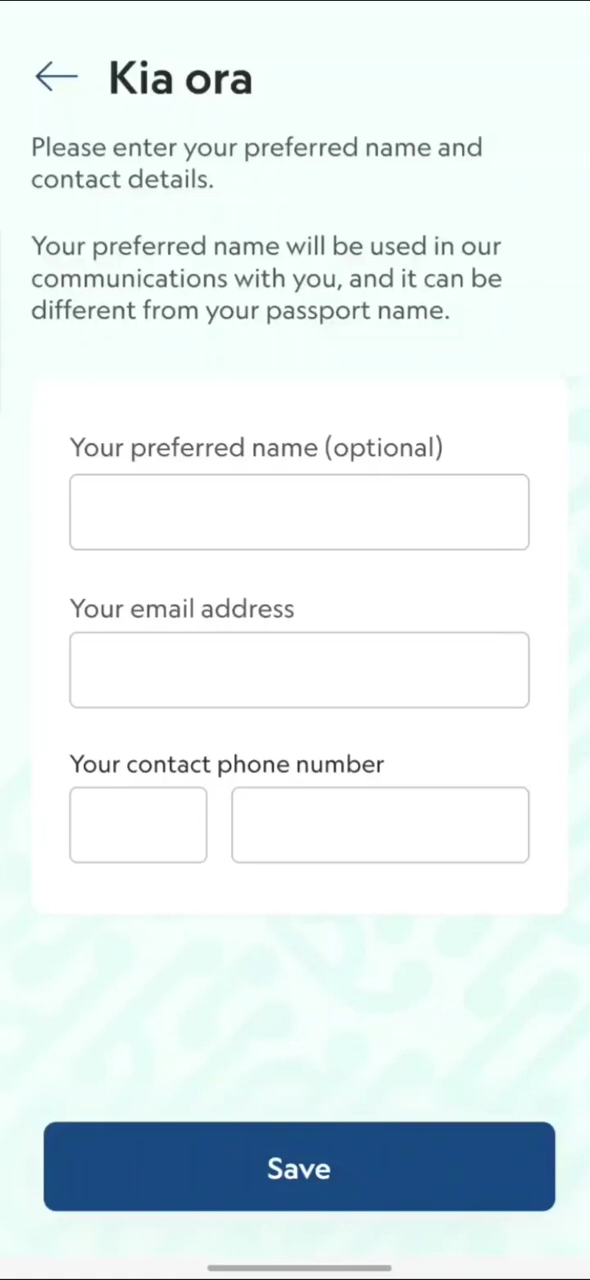 Kia ora
Please enter your preferred name and
contact details.
Your preferred name will be used in our
communications with you, and it can be
different from your passport name.
Your preferred name (optional)
Your email address
Your contact phone number
Save